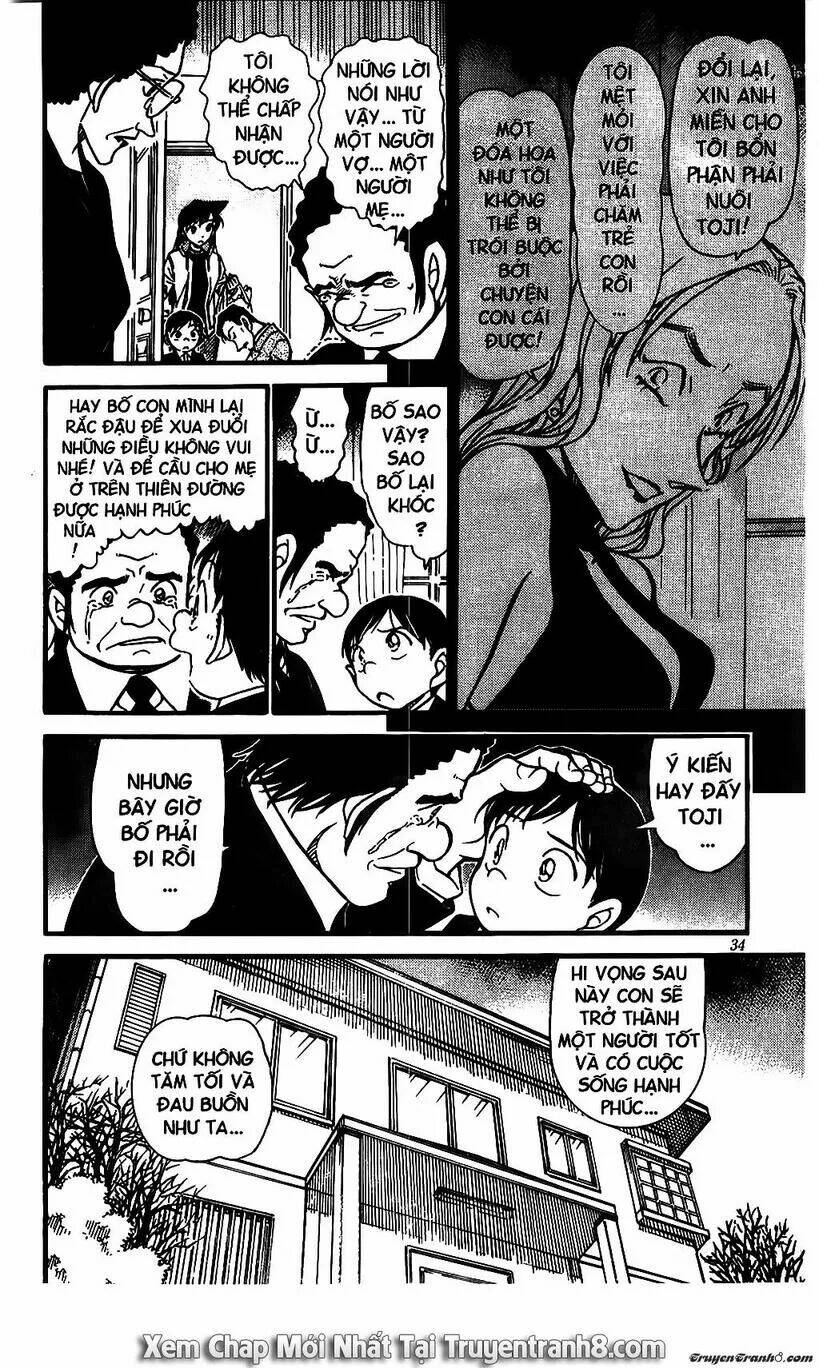 ĐỔI LẠI,
XIN ANH
MIẾN CHO
TÔI BỔN
PHẬN PHẢI
NUÔI
TOJI!
TÔI
MỆT
MỎI
VỚI
VIỆC
PHẢI
CHĂM
TRẺ
CON
RỒI
...
MỘT
ĐÓA HOA
NHƯ TÔI
KHÔNG
THỂ BỊ
TRÓI BUỘC
BỞI
CHUYỆN
CON CÁI
ĐƯỢC!
NHỮNG LỜI
NÓI NHƯ
VẬY... TỪ
MỘT NGƯỜI
VỢ... MỘT
NGƯỜI
MẸ...
TÔI
KHÔNG
THỂ CHẤP
NHẬN
ĐƯỢC...
BỐ SAO
VẬY?
SAO
BỐ LẠI
KHÓC
?
Ừ...
Ừ...
HAY BỐ CON MÌNH LẠI
RẮC ĐẬU ĐỂ XUA ĐUỔI
NHỮNG ĐIỀU KHÔNG VUI
NHÉ! VÀ ĐỂ CẦU CHO MẸ
Ở TRÊN THIÊN ĐƯỜNG
ĐƯỢC HẠNH PHÚC
NỮA
!
Ý KIẾN
HAY ĐẤY
TOJI
...
NHƯNG
BÂY GIỜ
BỐ PHẢI
ĐI RỒI
...
34
HI VỌNG SAU
NÀY CON SẼ
TRỞ THÀNH
MỘT NGƯỜI TỐT
VÀ CÓ CUỘC
SỐNG HẠNH
PHÚC...
CHỨ KHÔNG
TĂM TỐI VÀ
ĐAU BUỒN
NHƯ TA...
Xem Chap Mới Nhất Tại Truyentranh8.com
TruyenTranh8.com